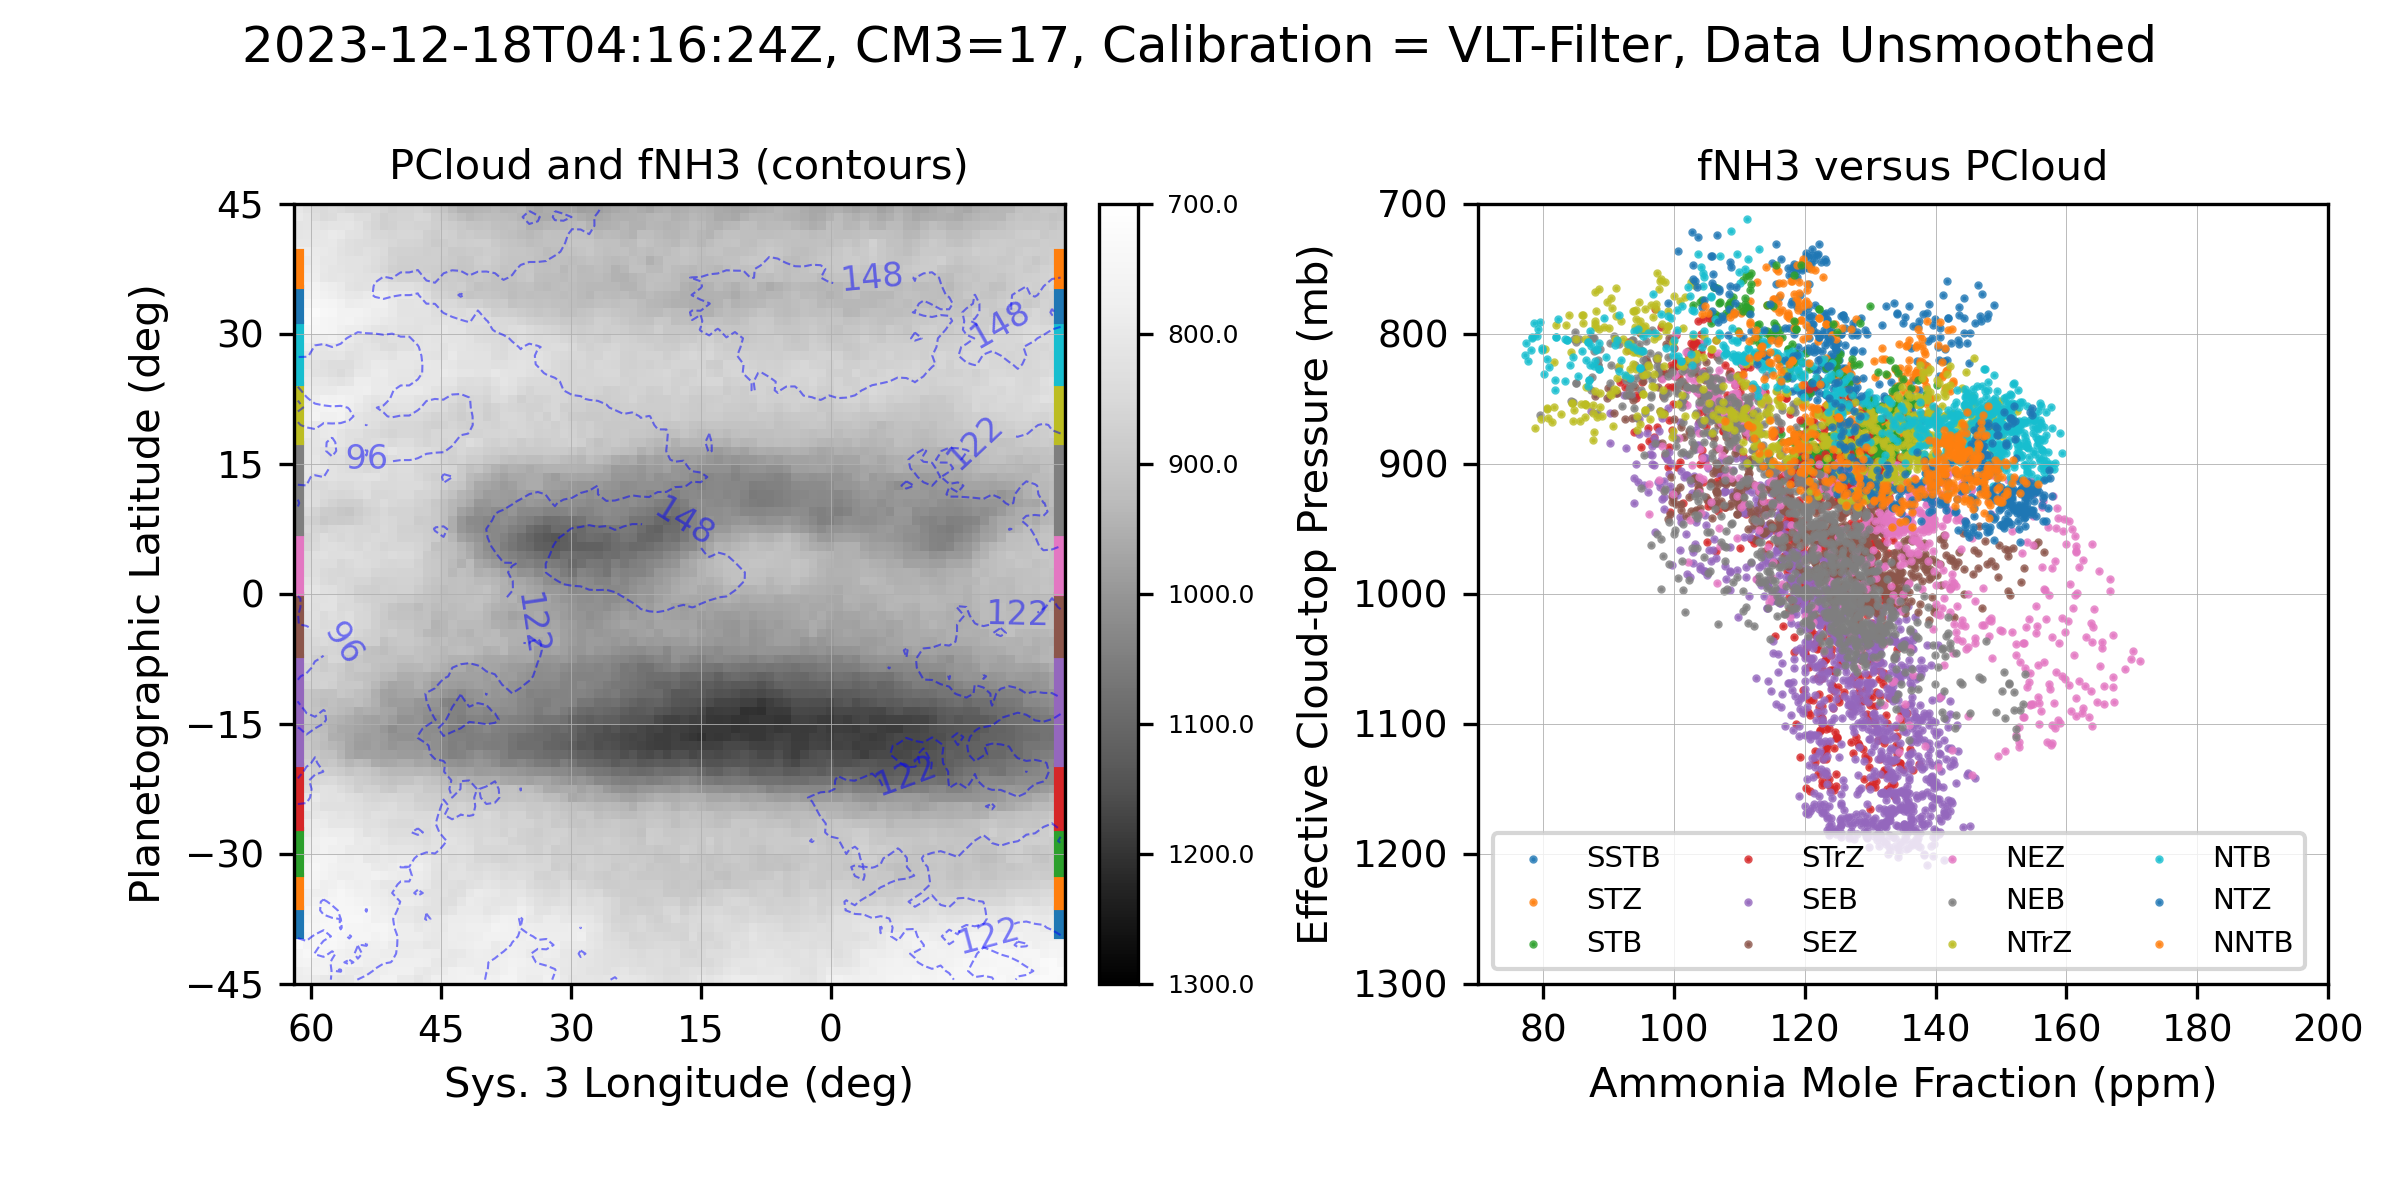 2023-12-18T04:16:24Z, CM3=17, Calibration = VLT-Filter, Data Unsmoothed
PCloud and fNH3 (contours)
Planetographic Latitude (deg)
45
30
15
0
−15
−30
−45
60 45 30 15 0
Sys. 3 Longitude (deg)
148
148
96
122
148
122
122
96
122
122
700.0
800.0
900.0
1000.0
1100.0
1200.0
1300.0
fNH3 versus PCloud
Effective Cloud-top Pressure (mb)
700
800
900
1000
1100
1200
1300
SSTB STrZ NEZ NTB
STZ SEB NEB NTZ
STB SEZ NTrZ NNTB
80 100 120 140 160 180 200
Ammonia Mole Fraction (ppm)